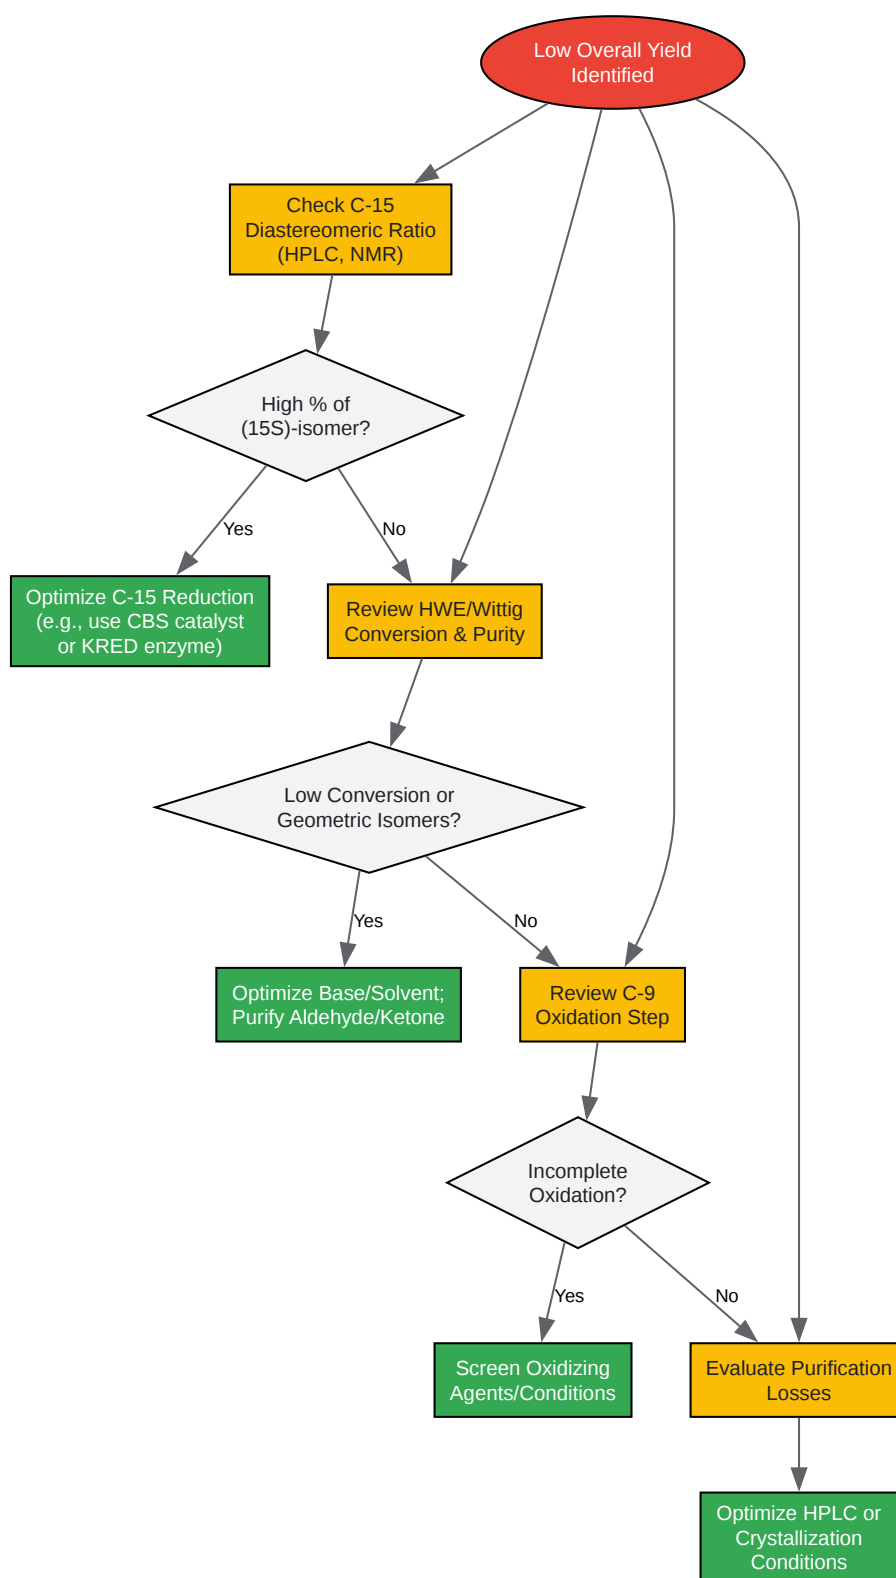 Low Overall Yield
Identified
Check C-15
Diastereomeric Ratio
(HPLC, NMR)
High % of
(15S)-isomer?
Yes
No
Optimize C-15 Reduction
(e.g., use CBS catalyst
or KRED enzyme)
Review HWE/Wittig
Conversion & Purity
Low Conversion or
Geometric Isomers?
Yes
No
Optimize Base/Solvent;
Purify Aldehyde/Ketone
Review C-9
Oxidation Step
Incomplete
Oxidation?
Yes
No
Screen Oxidizing
Agents/Conditions
Evaluate Purification
Losses
Optimize HPLC or
Crystallization
Conditions